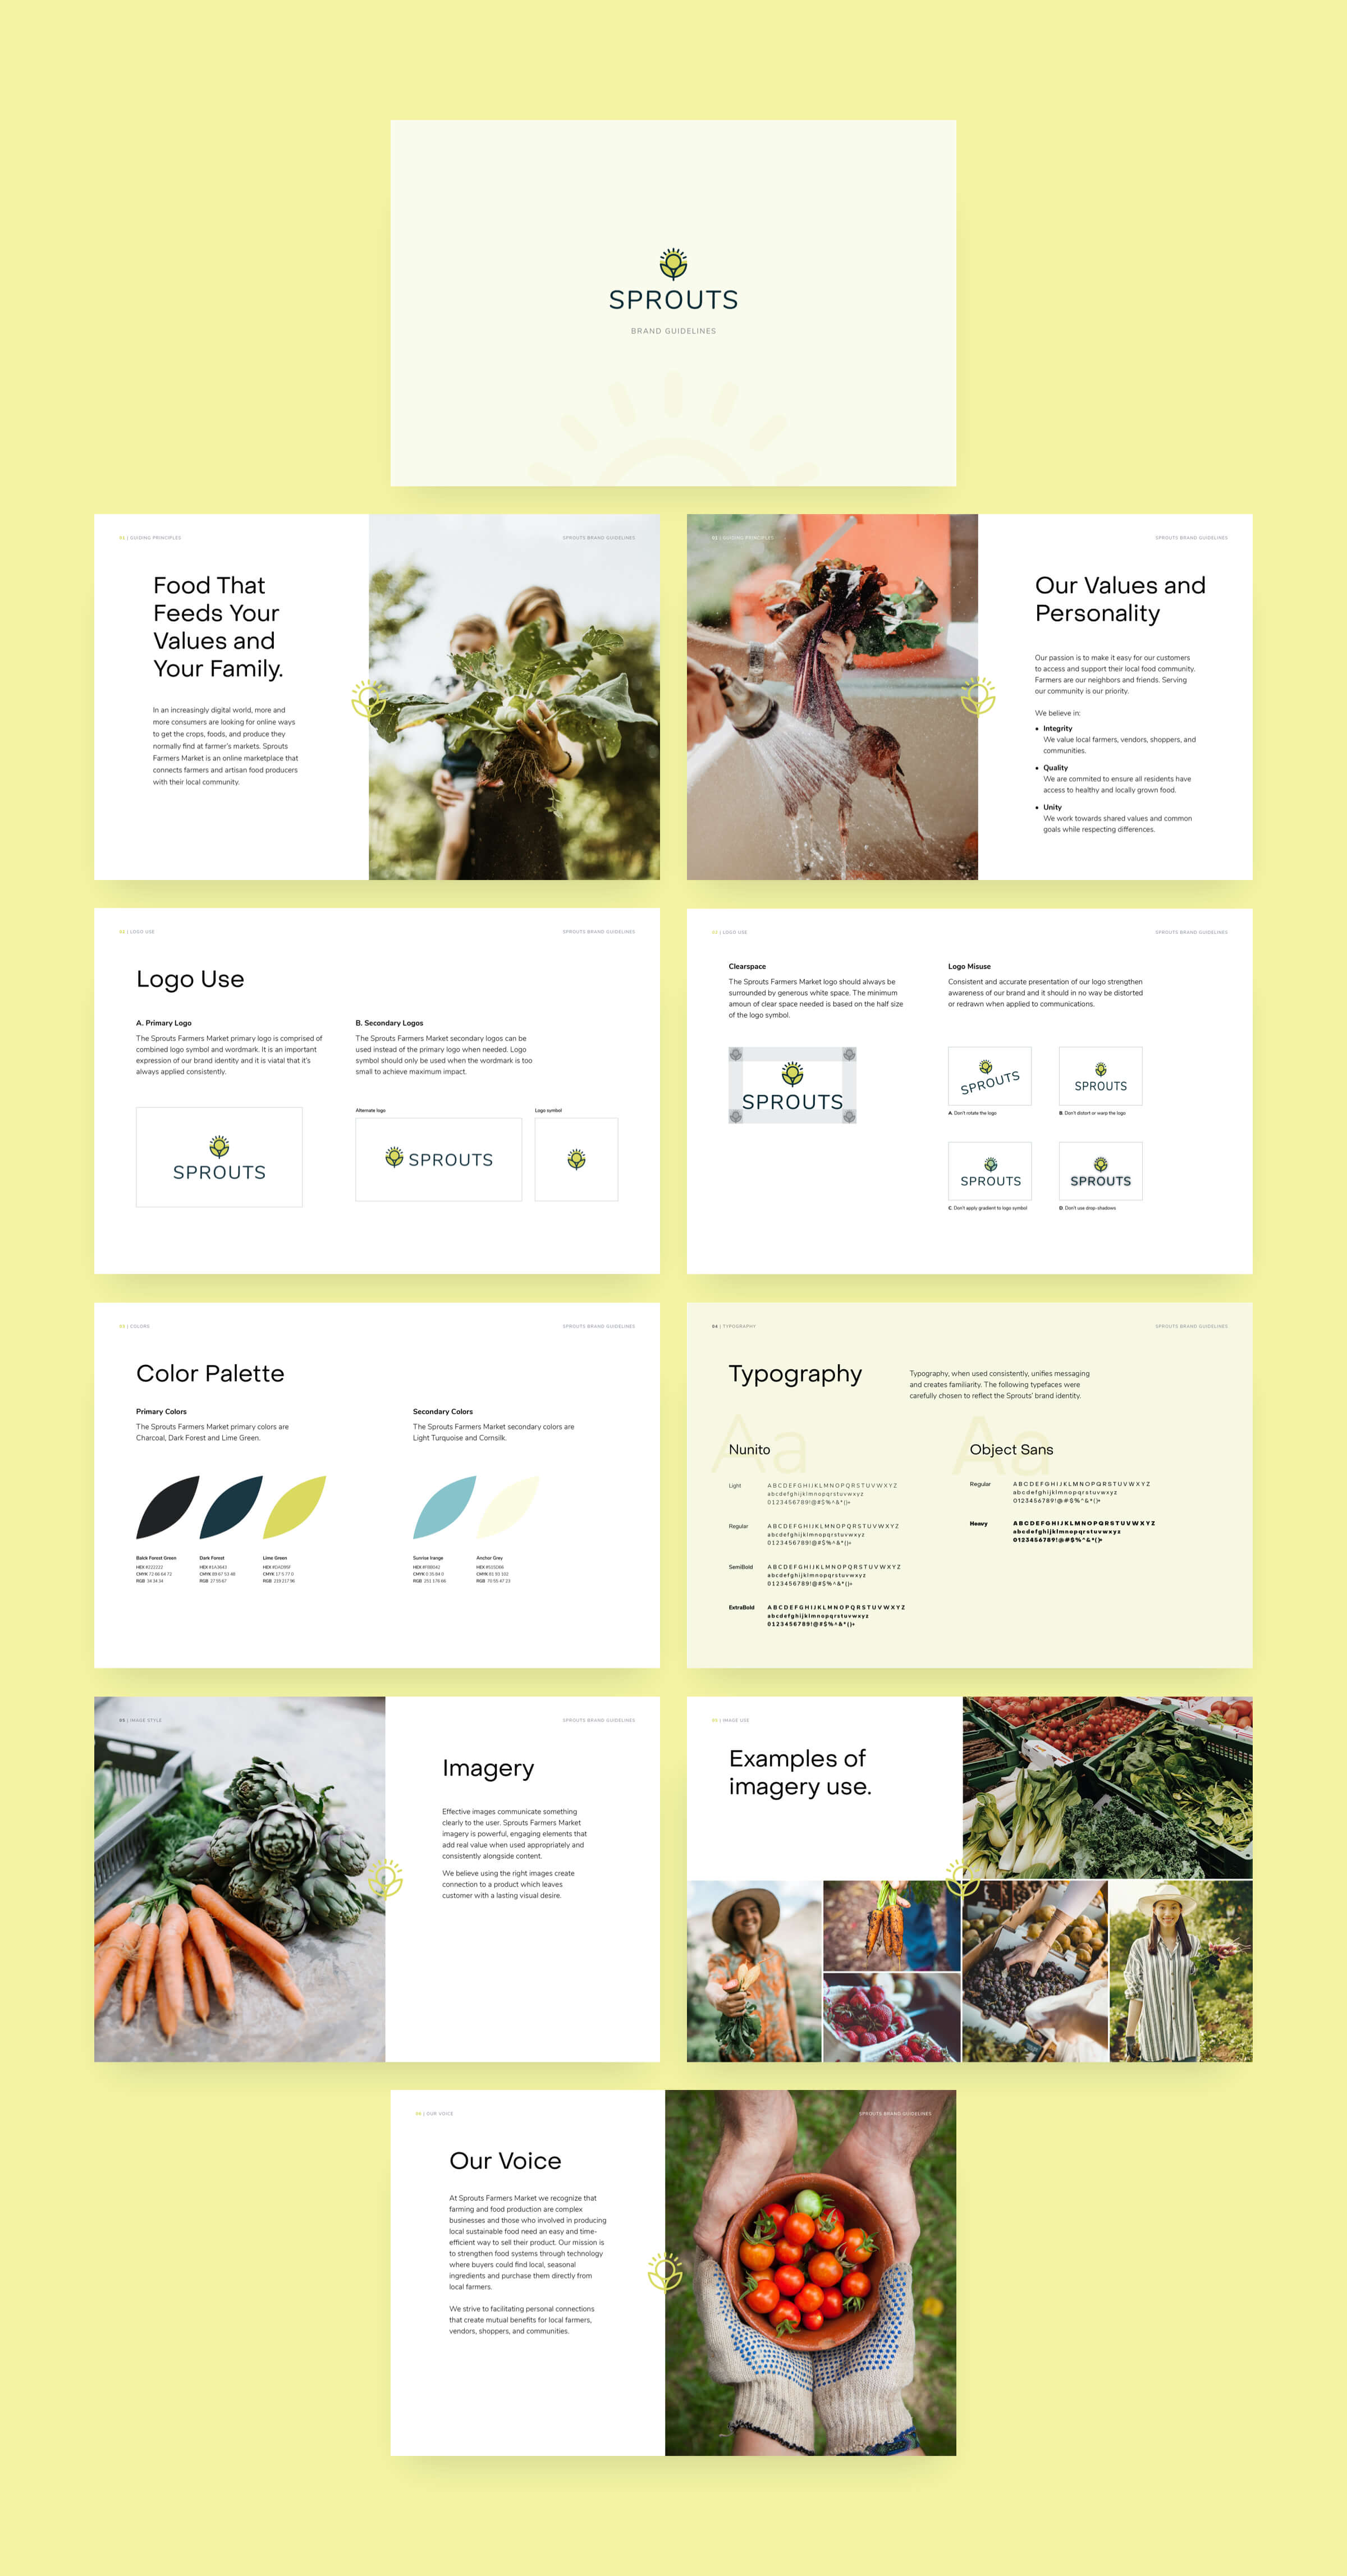 SPROUTS
BRAND GUIDELINES
01 | GUIDING PRINCIPLES
SPROUTS BRAND GUIDELINES
Food That
Feeds Your
Values and
Your Family.
In an increasingly digital world, more and
more consumers are looking for online ways
to get the crops, foods, and produce they
normally find at farmer's markets. Sprouts
Farmers Market is an online marketplace that
connects farmers and artisan food producers
with their local community.
| GUIDING PRINCIPLES
SPROUTS BRAND GUIDELINES
Our Values and
Personality
Our passion is to make it easy for our customers
to access and support their local food community.
Farmers are our neighbors and friends. Serving
our community is our priority.
We believe in:
• Integrity
We value local farmers, vendors, shoppers, and
communities.
• Quality
We are commited to ensure all residents have
access to healthy and locally grown food.
• Unity
We work towards shared values and common
goals while respecting differences.
| LOGO USE
SPROUTS BRAND GUIDELINES
Logo Use
A. Primary Logo
The Sprouts Farmers Market primary logo is comprised of
combined logo symbol and wordmark. It is an important
expression of our brand identity and it is viatal that it's
always applied consistently.
SPROUTS
B. Secondary Logos
The Sprouts Farmers Market secondary logos can be
used instead of the primary logo when needed. Logo
symbol should only be used when the wordmark is too
small to achieve maximum impact.
Alternate logo
SPROUTS
Logo symbol
| LOGO USE
SPROUTS BRAND GUIDELINES
Clearspace
The Sprouts Farmers Market logo should always be
surrounded by generous white space. The minimum
amoun of clear space needed is based on the half size
of the logo symbol.
SPROUTS
Logo Misuse
Consistent and accurate presentation of our logo strengthen
awareness of our brand and it should in no way be distorted
or redrawn when applied to communications.
SPROUTS
A. Don't rotate the logo
SPROUTS
B. Don't distort or warp the logo
SPROUTS
C. Don't apply gradient to logo symbol
SPROUTS
D. Don't use drop-shadows
| COLORS
SPROUTS BRAND GUIDELINES
Color Palette
Primary Colors
The Sprouts Farmers Market primary colors are
Charcoal, Dark Forest and Lime Green.
Balck Forest Green
HEX #222222
CMYK 72 66 64 72
RGB 34 34 34
Dark Forest
HEX #1A3643
CMYK 89 67 53 48
RGB 27 55 67
Lime Green
CMYK 17 5 77 0
RGB 219 217 96
Secondary Colors
The Sprouts Farmers Market secondary colors are
Light Turquoise and Cornsilk.
Sunrise Irange
CMYK 0 35 84 0
RGB 251 176 66
Anchor Grey
RGB 70 55 47 23
04 | TYPOGRAPHY
SPROUTS BRAND GUIDELINES
Typography
Typography, when used consistently, unifies messaging
and creates familiarity. The following typefaces were
carefully chosen to reflect the Sprouts' brand identity.
Aa
Nunito
Light
ABCDEFGHIJKLMNOPQRSTUVWXYZ
abcdefghijklmnopqrstuvwxyz
0123456789!@#$%^&*()+
Regular
ABCDEFGHIJKLMNOPQRSTUVWXYZ
abcdefghijklmnopqrstuvwxyz
0123456789!@#$%^&*()+
SemiBold
ABCDEFGHIJKLMNOPQRSTUVWXYZ
abcdefghijklmnopqrstuvwxyz
0123456789!@#$%^&*()+
ExtraBold
ABCDEFGHIJKLMNOPQRSTUVWXYZ
abcdefghijklmnopqrstuvwxyz
0123456789!@#$%^&*()+
Aa
Object Sans
Regular
ABCDEFGHIJKLMNOPQRSTUVWXYZ
abcdefghijklmnopqrstuvwxyz
0123456789!@#$%^&*()+
Heavy
ABCDEFGHIJKLMNOPQRSTUVWXYZ
abcdefghijklmnopqrstuvwxyz
0123456789!@#$%^&*()+
05 | IMAGE STYLE
SPROUTS BRAND GUIDELINES
Imagery
Effective images communicate something
clearly to the user. Sprouts Farmers Market
imagery is powerful, engaging elements that
add real value when used appropriately and
consistently alongside content.
We believe using the right images create
connection to a product which leaves
customer with a lasting visual desire.
| IMAGE USE
Examples of
imagery use.
| OUR VOICE
SPROUTS BRAND GUIDELINES
Our Voice
At Sprouts Farmers Market we recognize that
farming and food production are complex
businesses and those who involved in producing
local sustainable food need an easy and time-
efficient way to sell their product. Our mission is
to strengthen food systems through technology
where buyers could find local, seasonal
ingredients and purchase them directly from
local farmers.
We strive to facilitating personal connections
that create mutual benefits for local farmers,
vendors, shoppers, and communities.